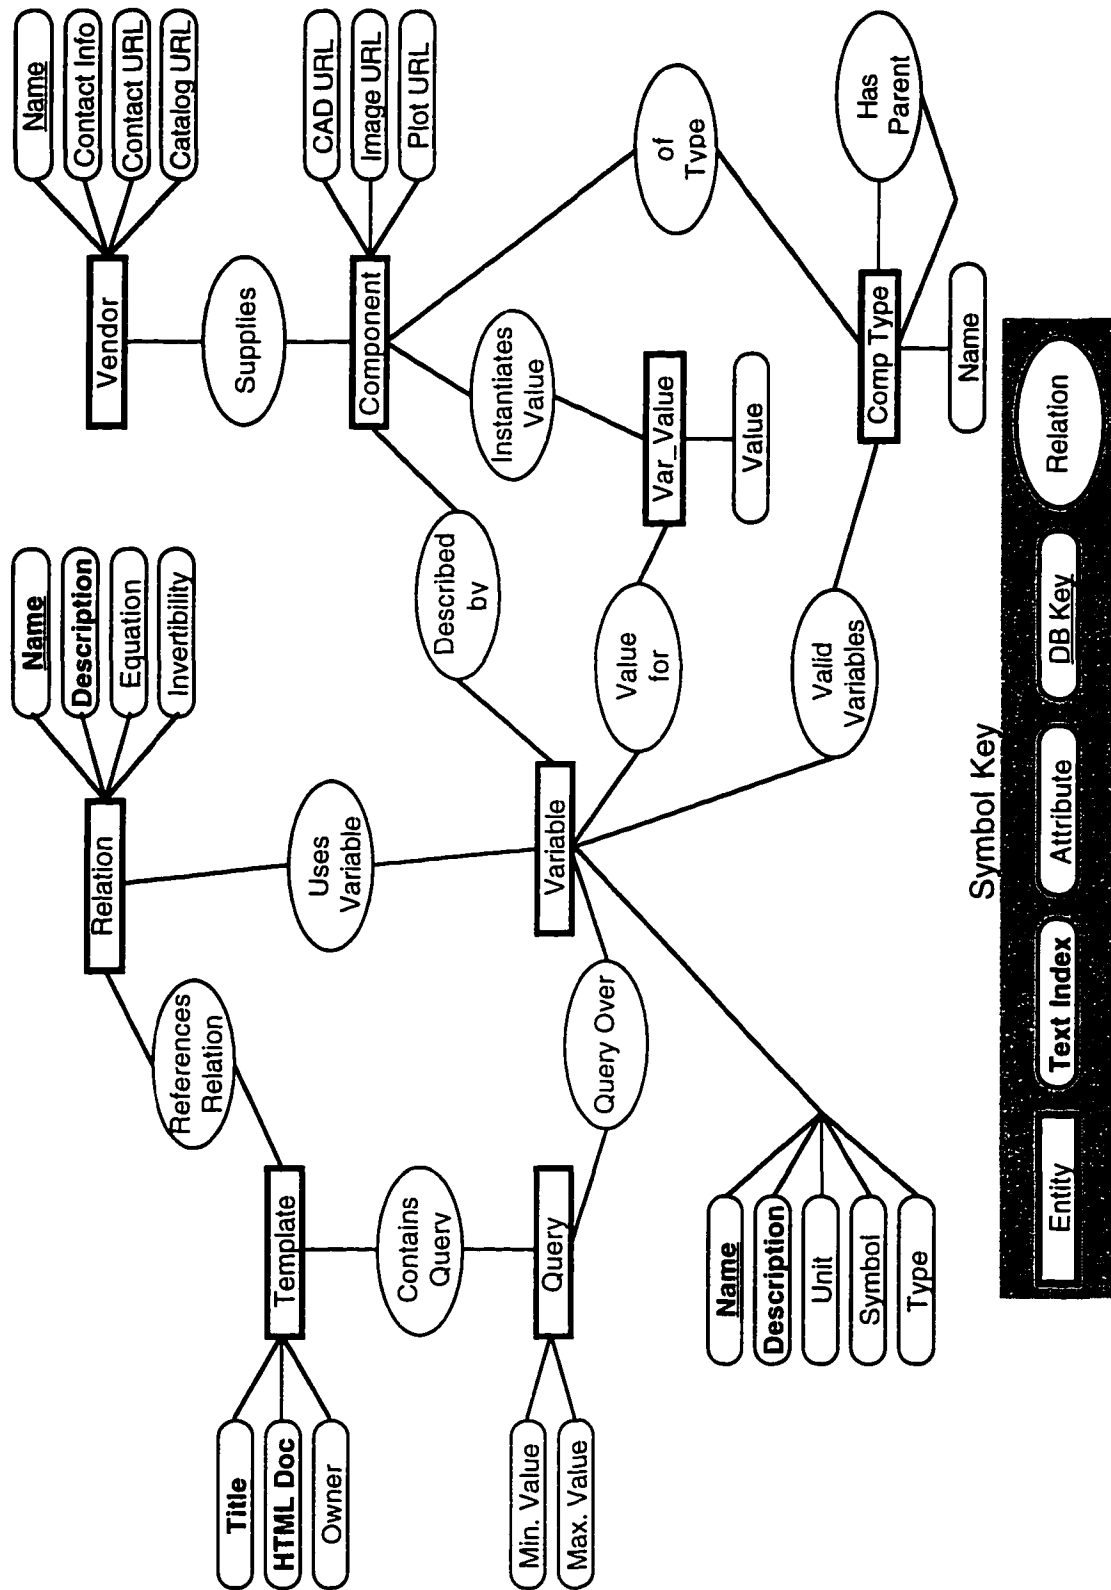 Title
HTML Doc
Owner
Template
References
Relation
Relation
Name
Description
Equation
Invertibility
Vendor
Name
Contact Info
Contact URL
Catalog URL
Supplies
Contains
Query
Uses
Variable
Described
by
Component
CAD URL
Image URL
Plot URL
Min. Value
Max. Value
Query
Query Over
Variable
Value
for
Instantiates
Value
Var_Value
Value
of
Type
Name
Description
Unit
Symbol
Type
Valid
Variables
Comp Type
Has
Parent
Name
Symbol Key
Entity
Text Index
Attribute
DB Key
Relation